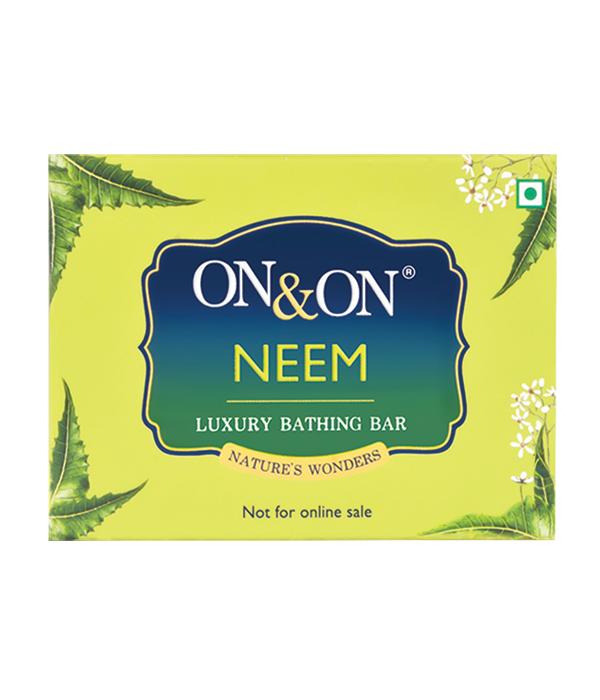 ON&ON®
NEEM
LUXURY BATHING BAR
NATURE'S WONDERS
Not for online sale